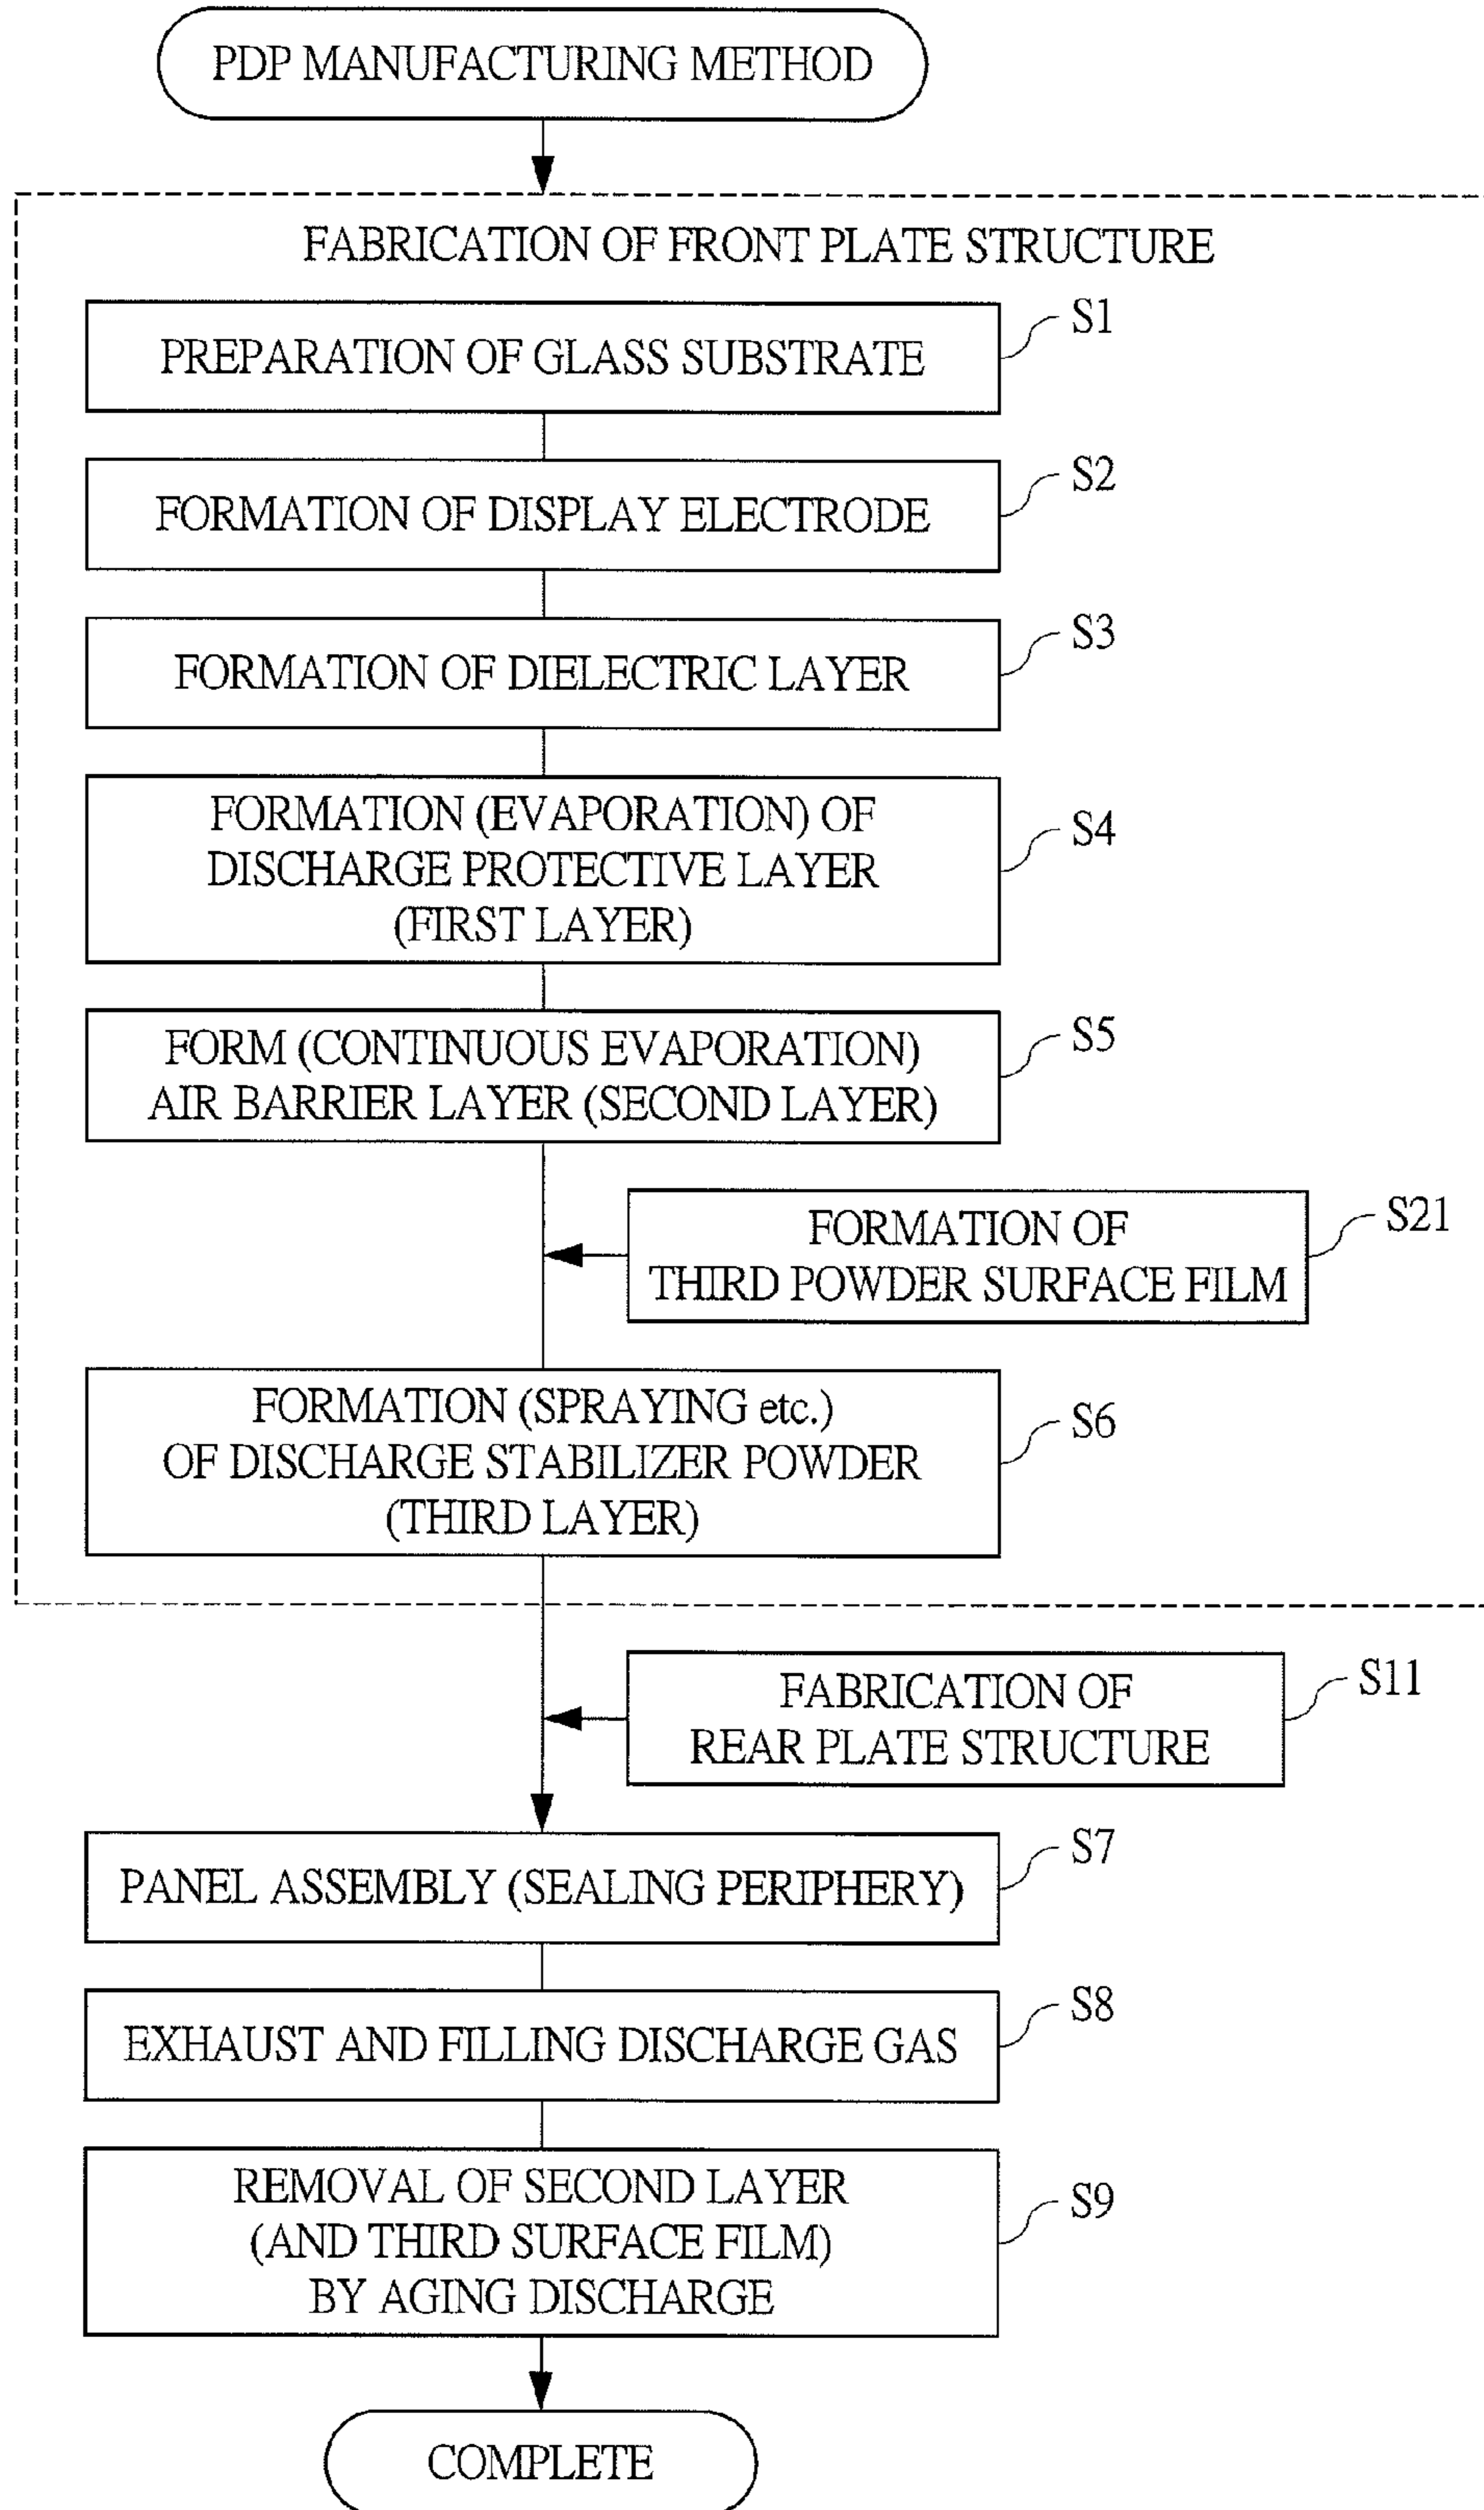 PDP MANUFACTURING METHOD
FABRICATION OF FRONT PLATE STRUCTURE
PREPARATION OF GLASS SUBSTRATE
S1
FORMATION OF DISPLAY ELECTRODE
S2
FORMATION OF DIELECTRIC LAYER
S3
FORMATION (EVAPORATION) OF
DISCHARGE PROTECTIVE LAYER
(FIRST LAYER)
S4
FORM (CONTINUOUS EVAPORATION)
AIR BARRIER LAYER (SECOND LAYER)
S5
FORMATION OF
THIRD POWDER SURFACE FILM
S21
FORMATION (SPRAYING etc.)
OF DISCHARGE STABILIZER POWDER
(THIRD LAYER)
S6
FABRICATION OF
REAR PLATE STRUCTURE
S11
PANEL ASSEMBLY (SEALING PERIPHERY)
S7
EXHAUST AND FILLING DISCHARGE GAS
S8
REMOVAL OF SECOND LAYER
(AND THIRD SURFACE FILM)
BY AGING DISCHARGE
S9
COMPLETE